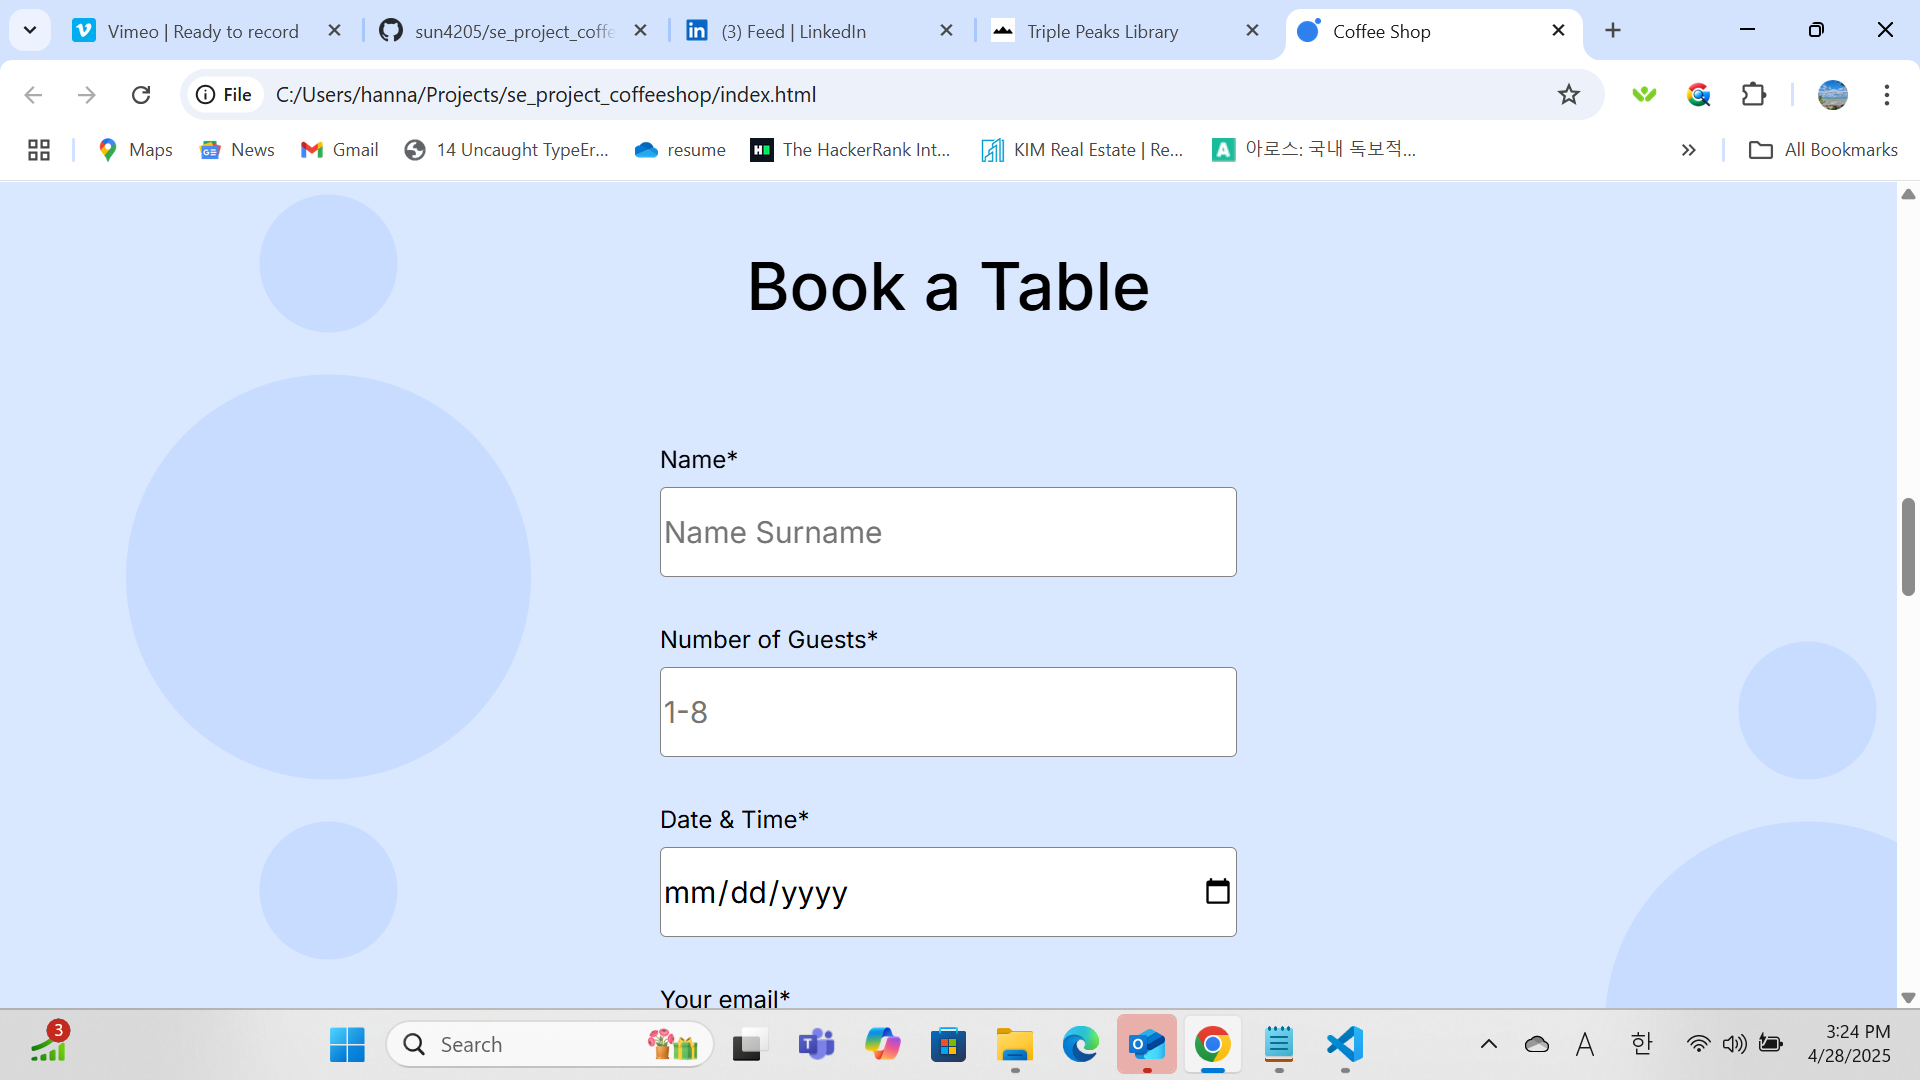 Vimeo | Ready to record
sun4205/se_project_coffe
(3) Feed | LinkedIn
Triple Peaks Library
Coffee Shop
File
C:/Users/hanna/Projects/se_project_coffeeshop/index.html
Maps
News
Gmail
14 Uncaught TypeEr...
resume
The HackerRank Int...
KIM Real Estate | Re...
아로스: 국내 독보적...
All Bookmarks
Book a Table
Name*
Name Surname
Number of Guests*
1-8
Date & Time*
mm/dd/yyyy
Your email*
3
Search
A
한
3:24 PM
4/28/2025